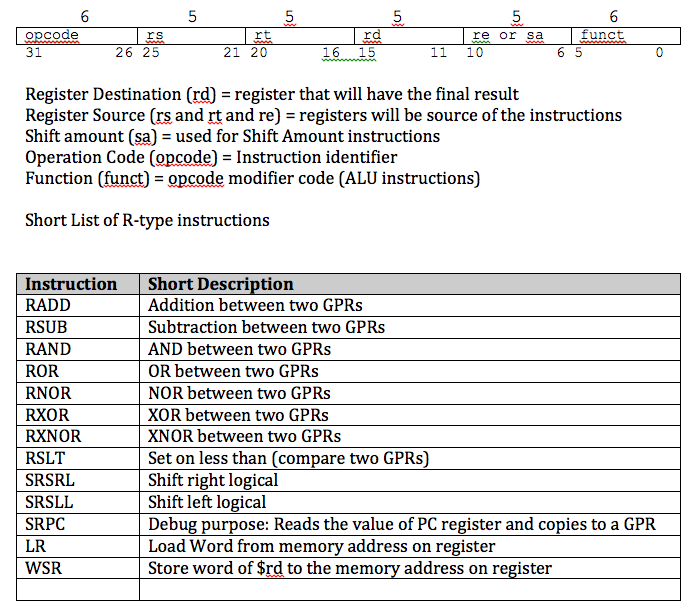 6 5 5 5 5 6
opcode rs rt rd re or sa funct
31 26 25 21 20 16 15 11 10 6 5 0
Register Destination (rd) = register that will have the final result
Register Source (rs and rt and re) = registers will be source of the instructions
Shift amount (sa) = used for Shift Amount instructions
Operation Code (opcode) = Instruction identifier
Function (funct) = opcode modifier code (ALU instructions)
Short List of R-type instructions
Instruction Short Description
RADD Addition between two GPRs
RSUB Subtraction between two GPRs
RAND AND between two GPRs
ROR OR between two GPRs
RNOR NOR between two GPRs
RXOR XOR between two GPRs
RXNOR XNOR between two GPRs
RSLT Set on less than (compare two GPRs)
SRSRL Shift right logical
SRSLL Shift left logical
SRPC Debug purpose: Reads the value of PC register and copies to a GPR
LR Load Word from memory address on register
WSR Store word of $rd to the memory address on register